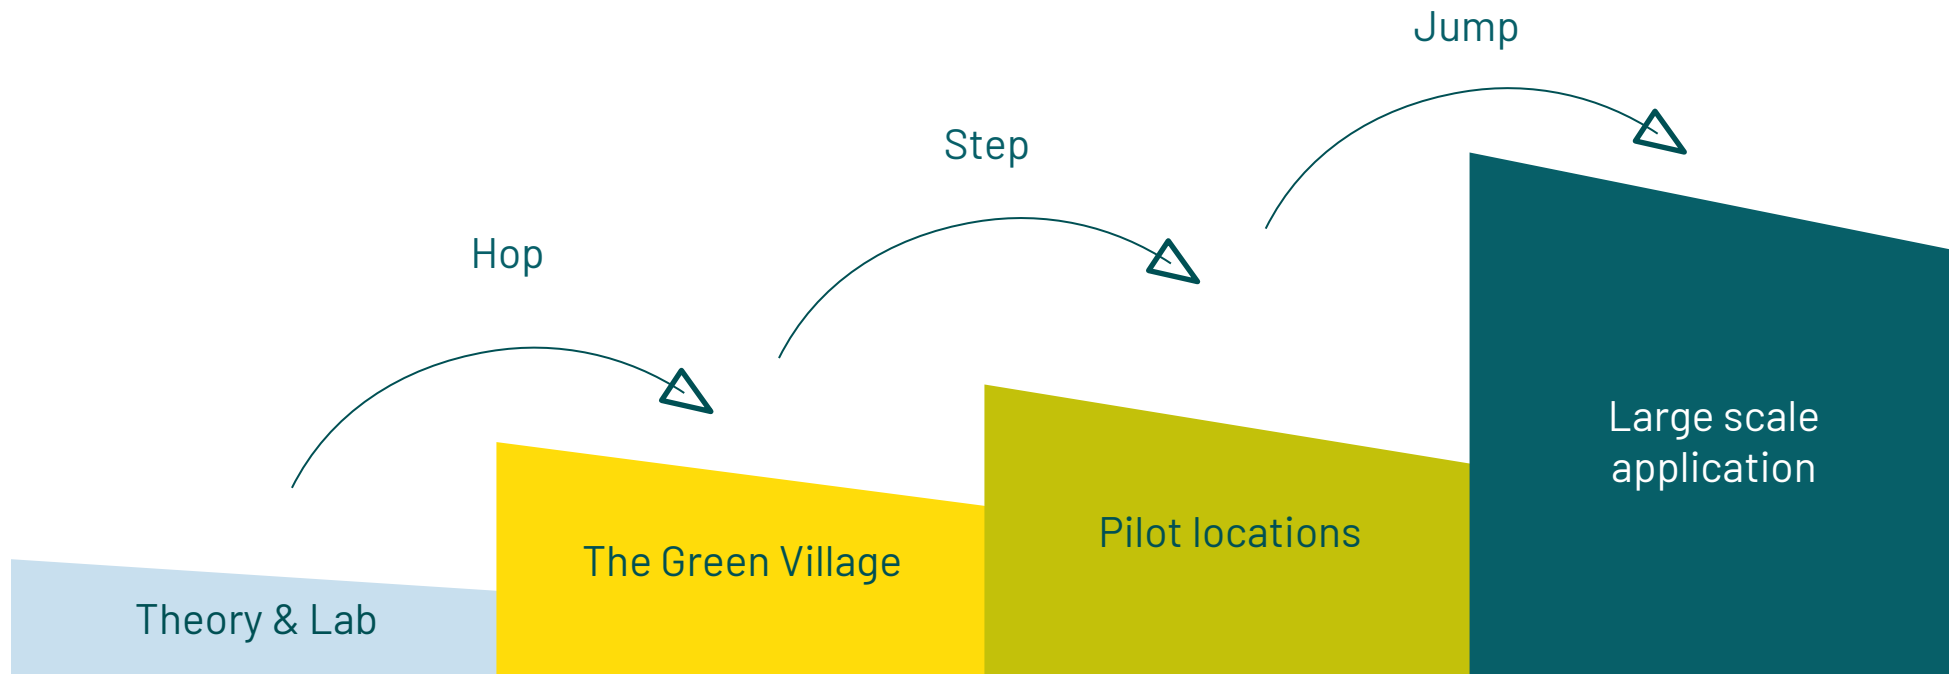 Jump
Step
Hop
Large scale
application
Pilot locations
The Green Village
Theory & Lab